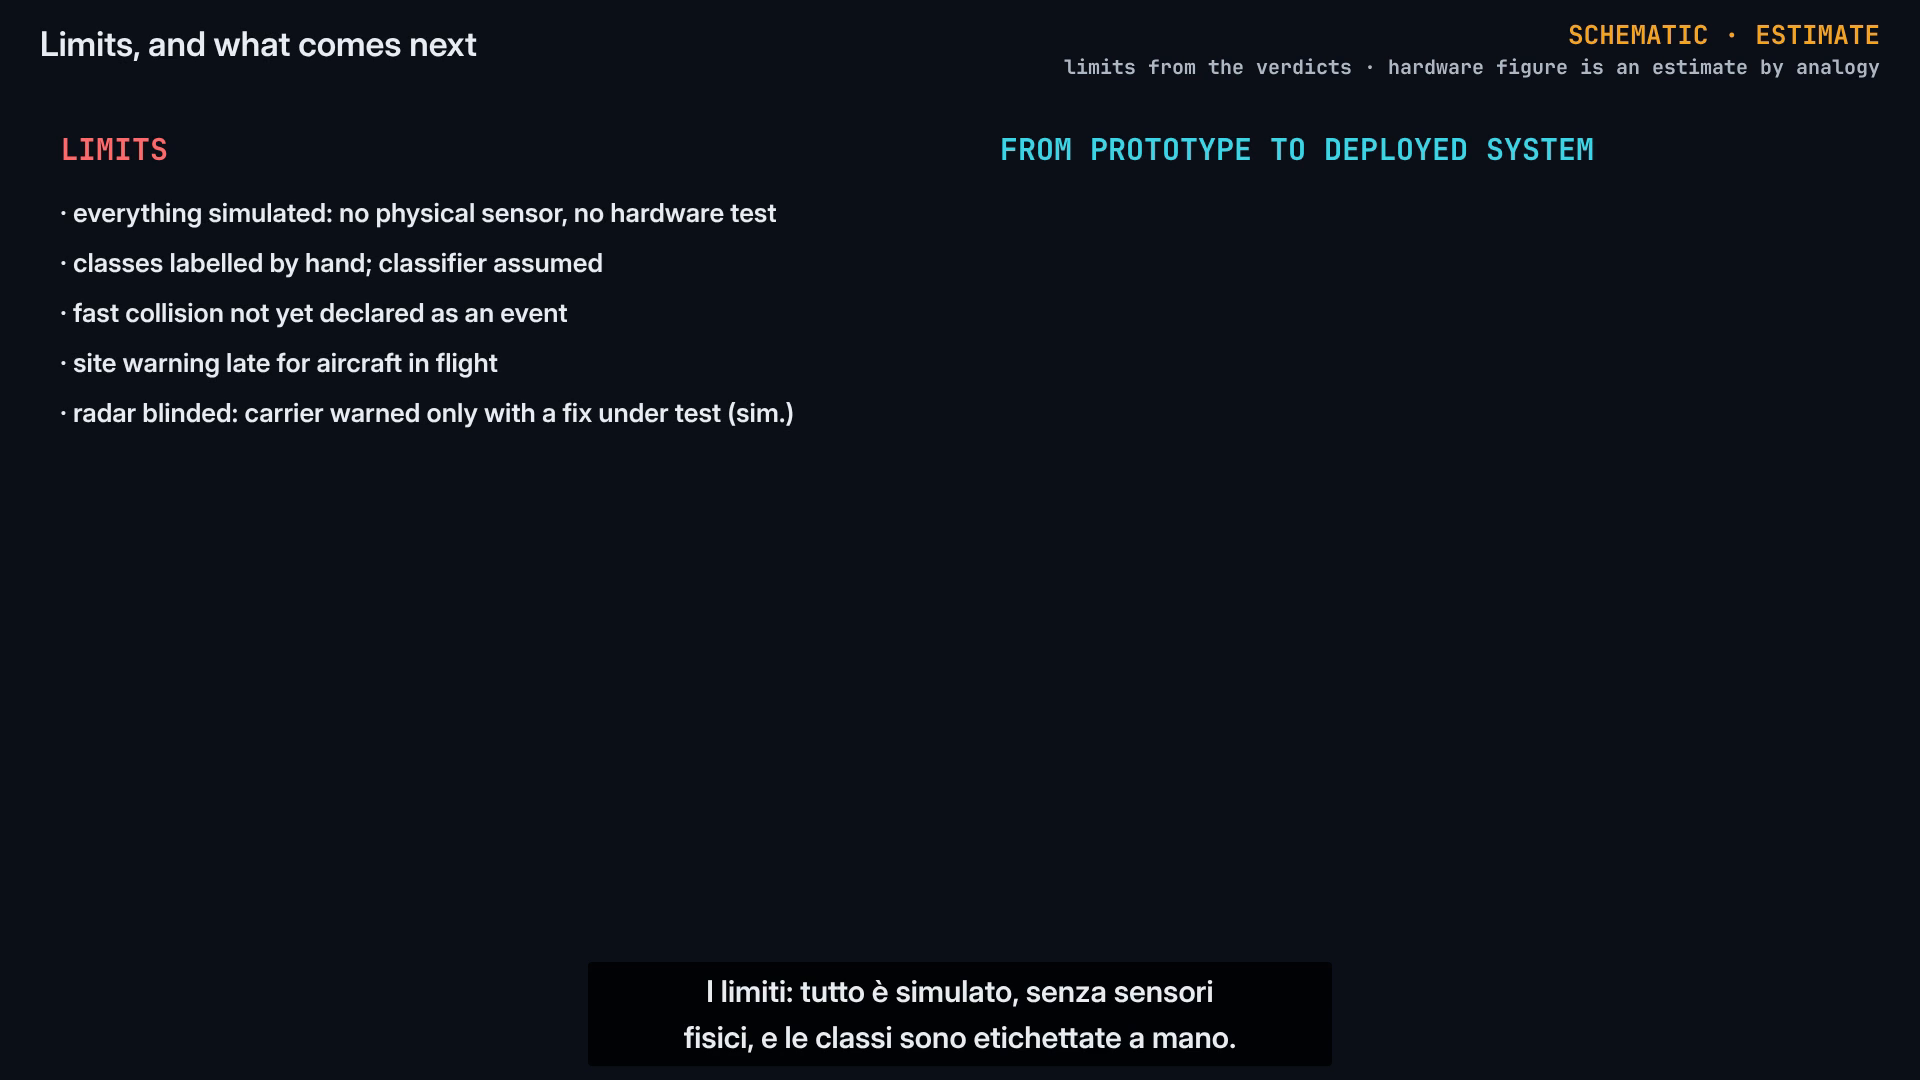 Limits, and what comes next
SCHEMATIC · ESTIMATE
limits from the verdicts · hardware figure is an estimate by analogy
LIMITS
· everything simulated: no physical sensor, no hardware test
· classes labelled by hand; classifier assumed
· fast collision not yet declared as an event
· site warning late for aircraft in flight
· radar blinded: carrier warned only with a fix under test (sim.)
FROM PROTOTYPE TO DEPLOYED SYSTEM
I limiti: tutto è simulato, senza sensori
fisici, e le classi sono etichettate a mano.